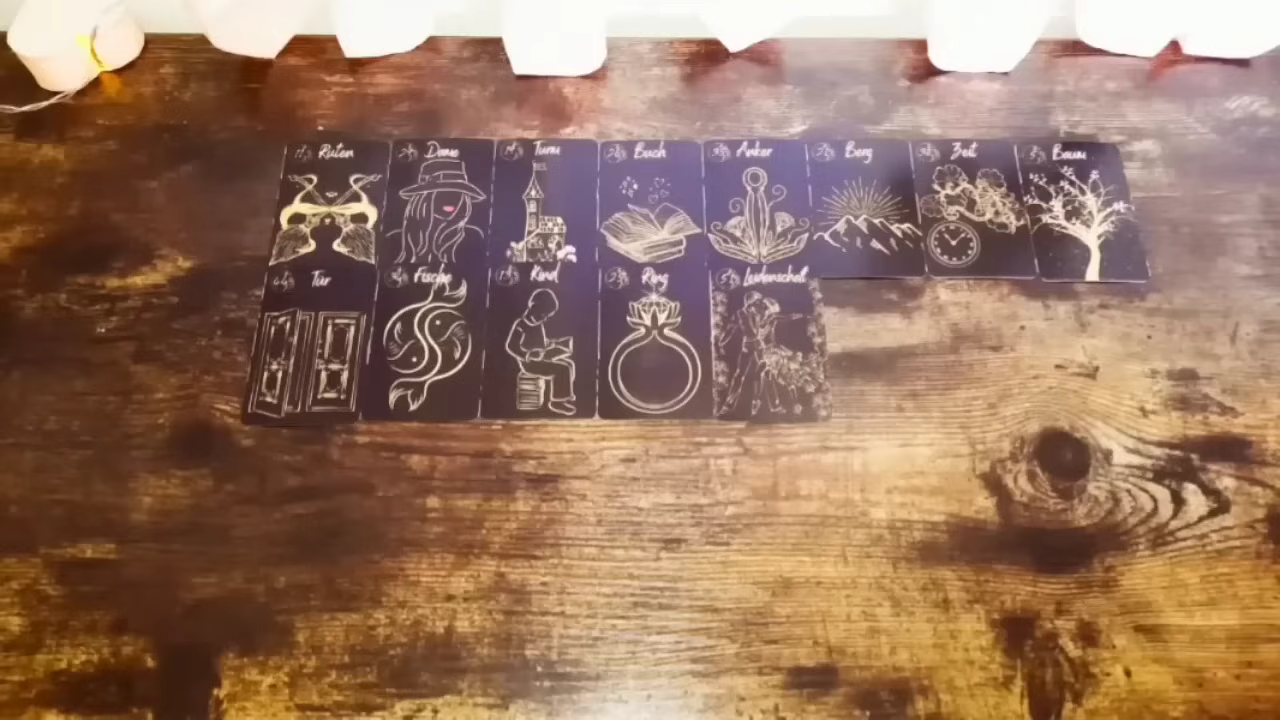 Ruten
Dame
Turm
Buch
Anker
Berg
Zeit
Baum
Tür
Fische
Kind
Ring
Leidenschaft